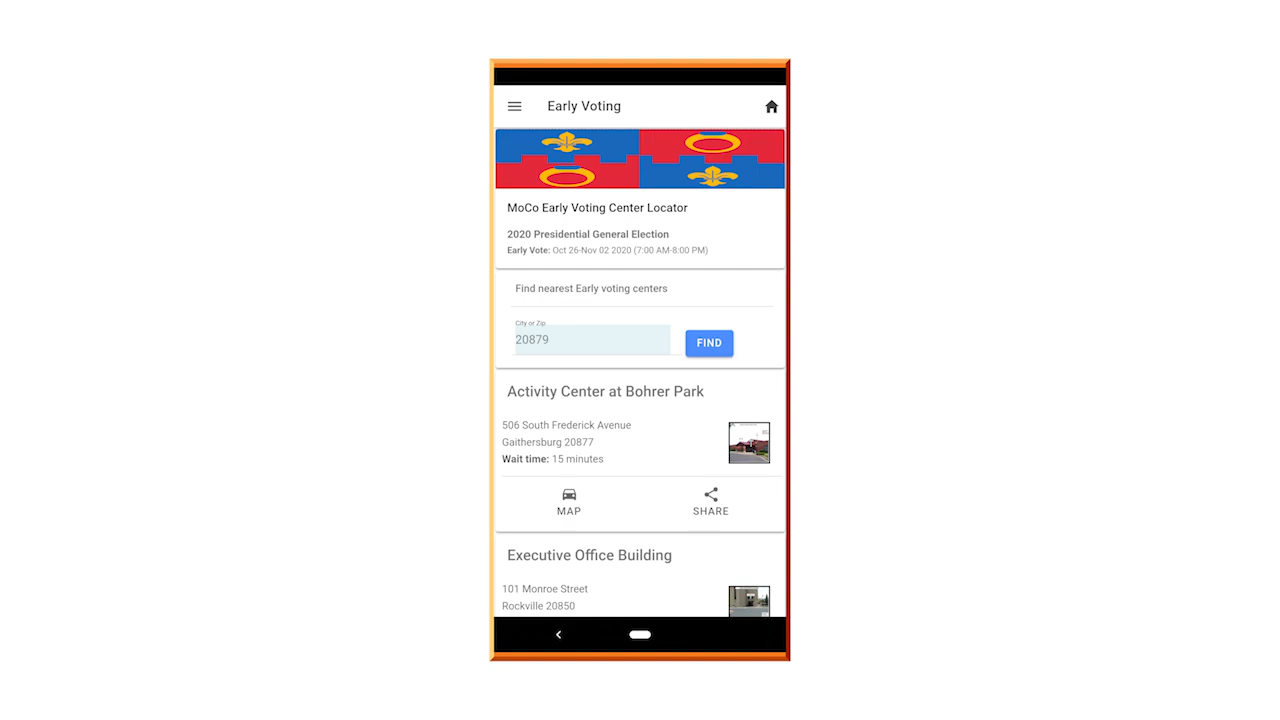 Early Voting
MoCo Early Voting Center Locator
2020 Presidential General Election
Early Vote: Oct 26-Nov 02 2020 (7:00 AM-8:00 PM)
Find nearest Early voting centers
City or Zip
20879
FIND
Activity Center at Bohrer Park
506 South Frederick Avenue
Gaithersburg 20877
Wait time: 15 minutes
MAP
SHARE
Executive Office Building
101 Monroe Street
Rockville 20850